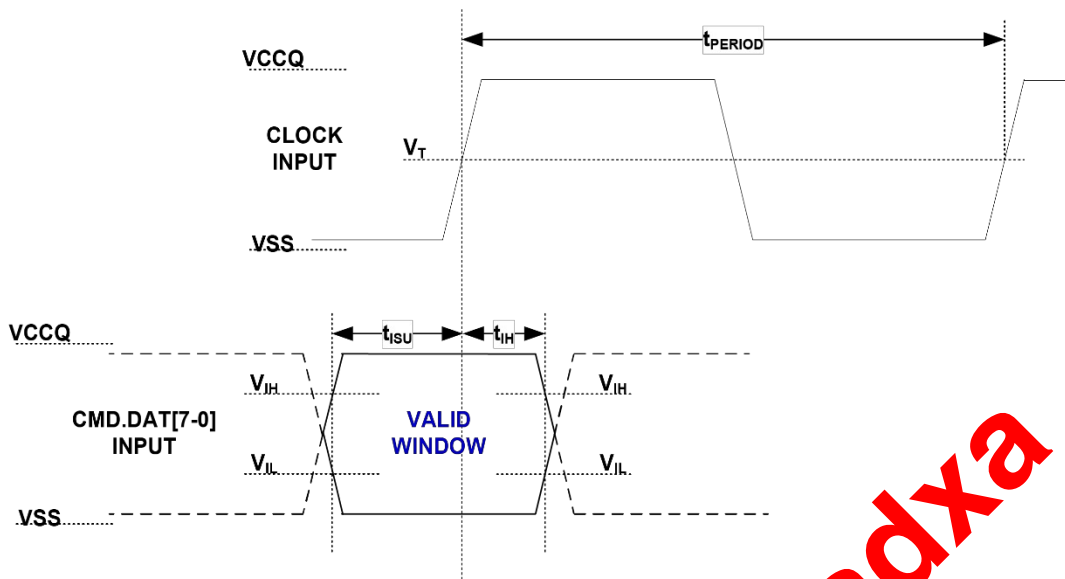 tPERIOD
VCCQ
CLOCK
INPUT
VT
VSS
tISU
tIH
VCCQ
VIH
VIH
CMD.DAT[7-0]
INPUT
VALID
WINDOW
VIL
VIL
VSS